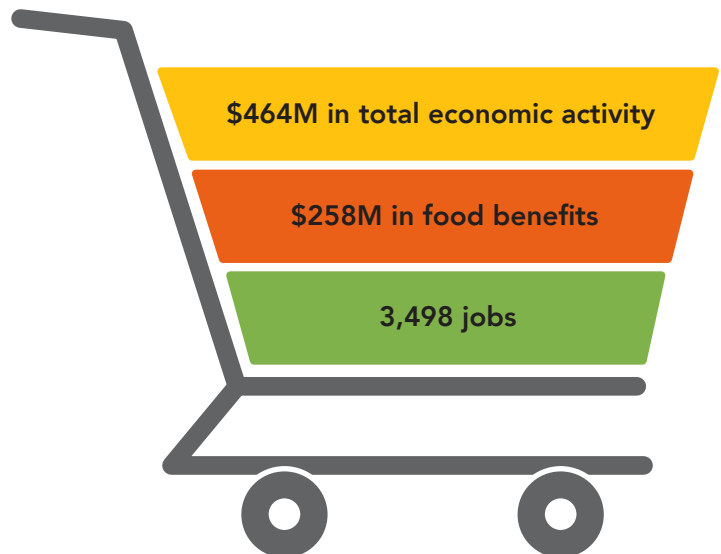 $464M in total economic activity
$258M in food benefits
3,498 jobs